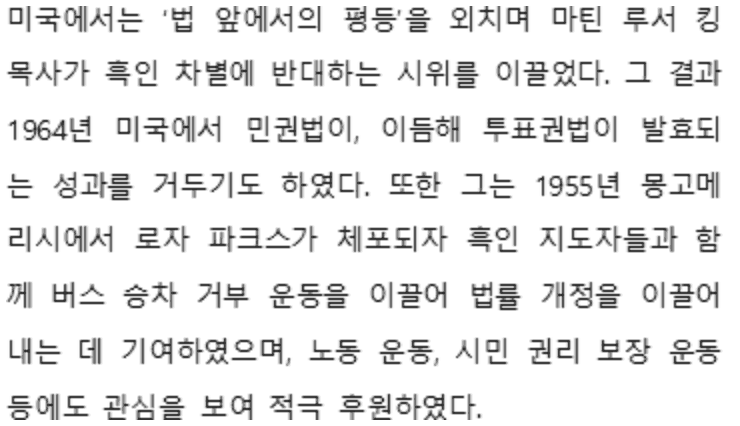 미국에서는 '법 앞에서의 평등'을 외치며 마틴 루서 킹
목사가 흑인 차별에 반대하는 시위를 이끌었다. 그 결과
1964년 미국에서 민권법이, 이듬해 투표권법이 발효되
는 성과를 거두기도 하였다. 또한 그는 1955년 몽고메
리시에서 로자 파크스가 체포되자 흑인 지도자들과 함
께 버스 승차 거부 운동을 이끌어 법률 개정을 이끌어
내는 데 기여하였으며, 노동 운동, 시민 권리 보장 운동
등에도 관심을 보여 적극 후원하였다.